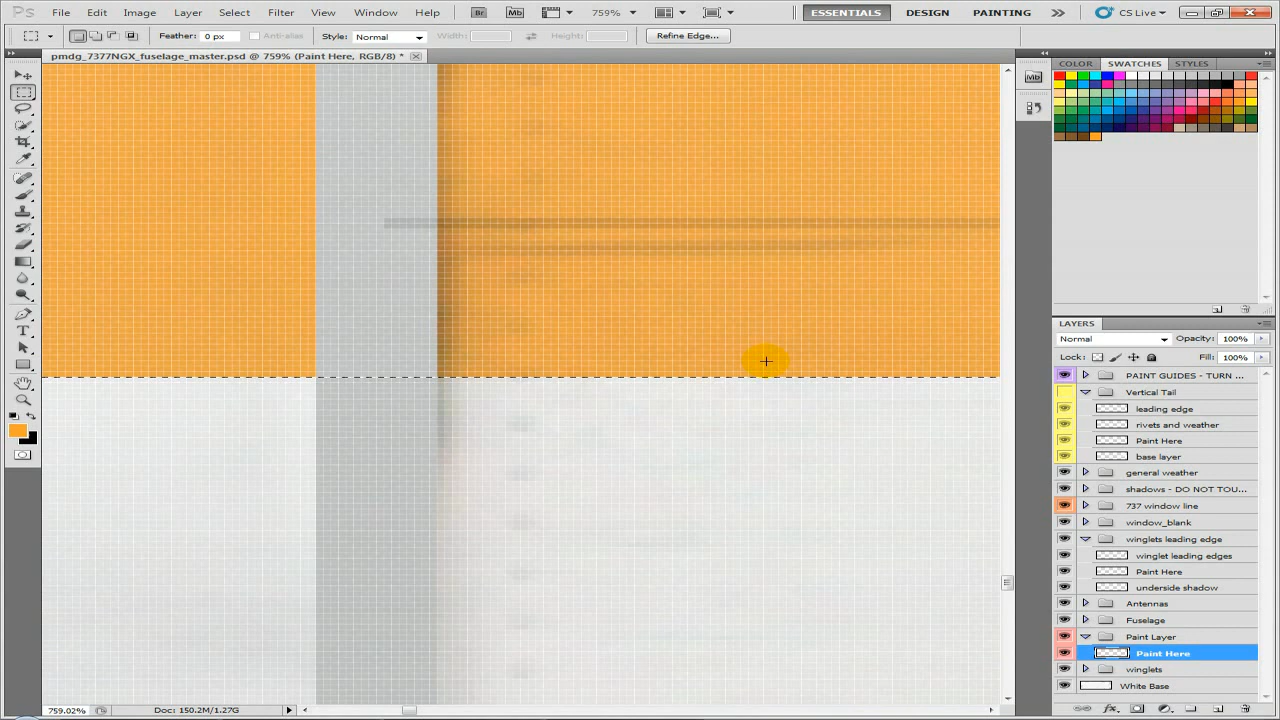 Ps File Edit Image Layer Select Filter View Window Help Br Mb 759% ESSENTIALS DESIGN PAINTING CS Live
Feather: 0 px Anti-alias Style: Normal Width: Height: Refine Edge...
pmdg_7377NGX_fuselage_master.psd @ 759% (Paint Here, RGB/8) *
COLOR SWATCHES STYLES
Mb
LAYERS
Normal Opacity: 100%
Lock: Fill: 100%
PAINT GUIDES - TURN ...
Vertical Tail
leading edge
rivets and weather
Paint Here
base layer
general weather
shadows - DO NOT TOU...
737 window line
window_blank
winglets leading edge
winglet leading edges
Paint Here
underside shadow
Antennas
Fuselage
Paint Layer
Paint Here
winglets
White Base
759.02% Doc: 150.2M/1.27G